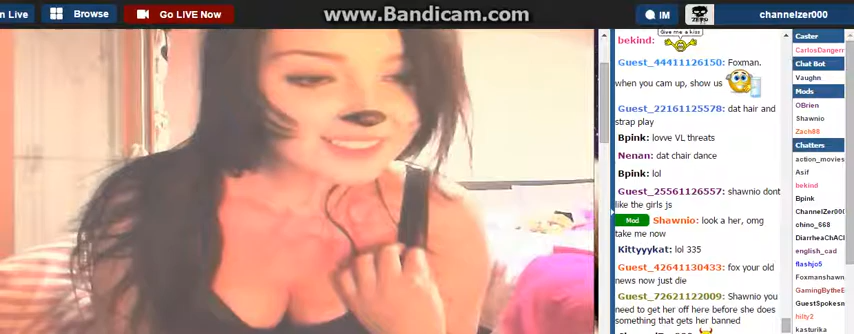 www.Bandicam.com
n Live
Browse
Go LIVE Now
IM
ZERO
channelzer000
Give me a kiss
bekind:
Guest_44411126150: Foxman.
when you cam up, show us
Guest_22161125578: dat hair and
strap play
Bpink: lovve VL threats
Nenan: dat chair dance
Bpink: lol
Guest_25561126557: shawnio dont
like the girls js
Mod Shawnio: look a her, omg
take me now
Kittyyykat: lol 335
Guest_42641130433: fox your old
news now just die
Guest_72621122009: Shawnio you
need to get off here before she does
something that gets her banned
Caster
CarlosDangerr
Chat Bot
Vaughn
Mods
OBrien
Shawnio
Zach88
Chatters
action_movies
Asif
bekind
Bpink
ChannelZer000
chino_668
DiarrheaChACH
english_cad
flashjo5
Foxmanshawn
GamingBytheE
GuestSpokesn
hilty2
kasturika